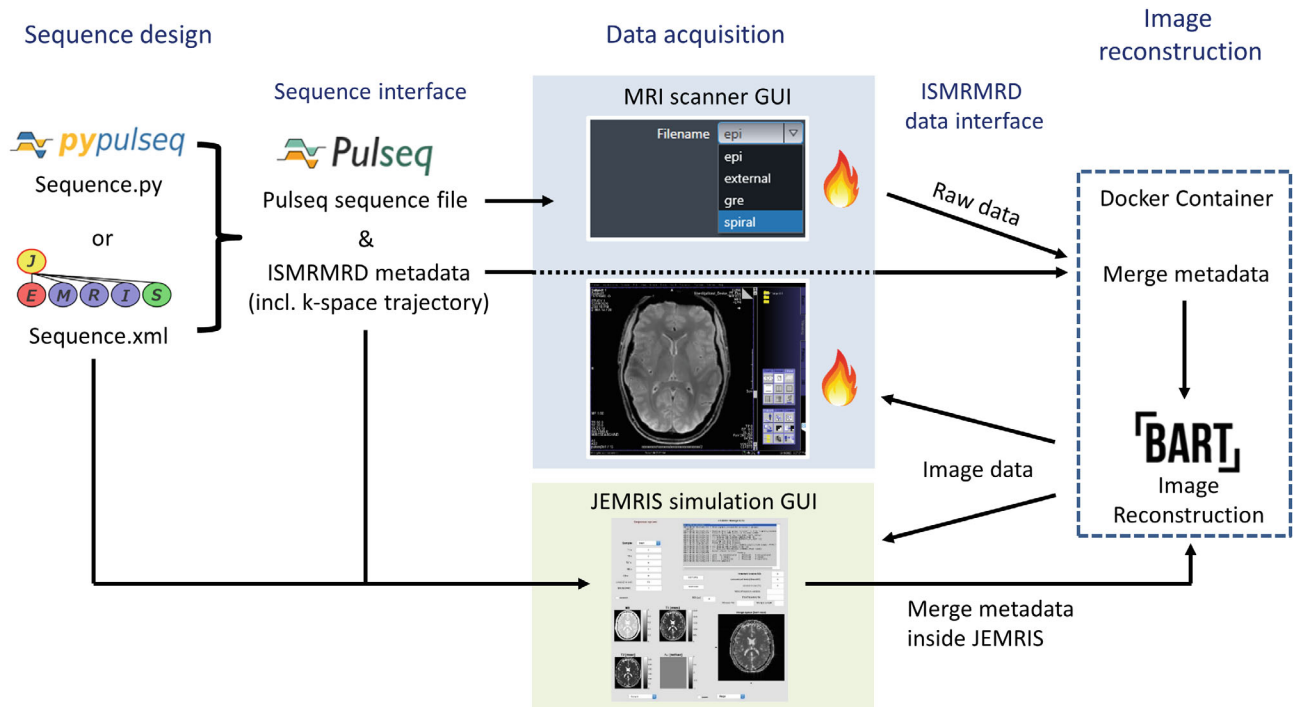 Sequence design
Data acquisition
Image
reconstruction
Sequence interface
MRI scanner GUI
ISMRMRD
data interface
pypulseq
Sequence.py
or
J
E M R I S
Sequence.xml
Pulseq
Pulseq sequence file
&
ISMRMRD metadata
(incl. k-space trajectory)
Filename epi
epi
external
gre
spiral
Raw data
Docker Container
Merge metadata
BART
Image
Reconstruction
Image data
JEMRIS simulation GUI
Merge metadata
inside JEMRIS